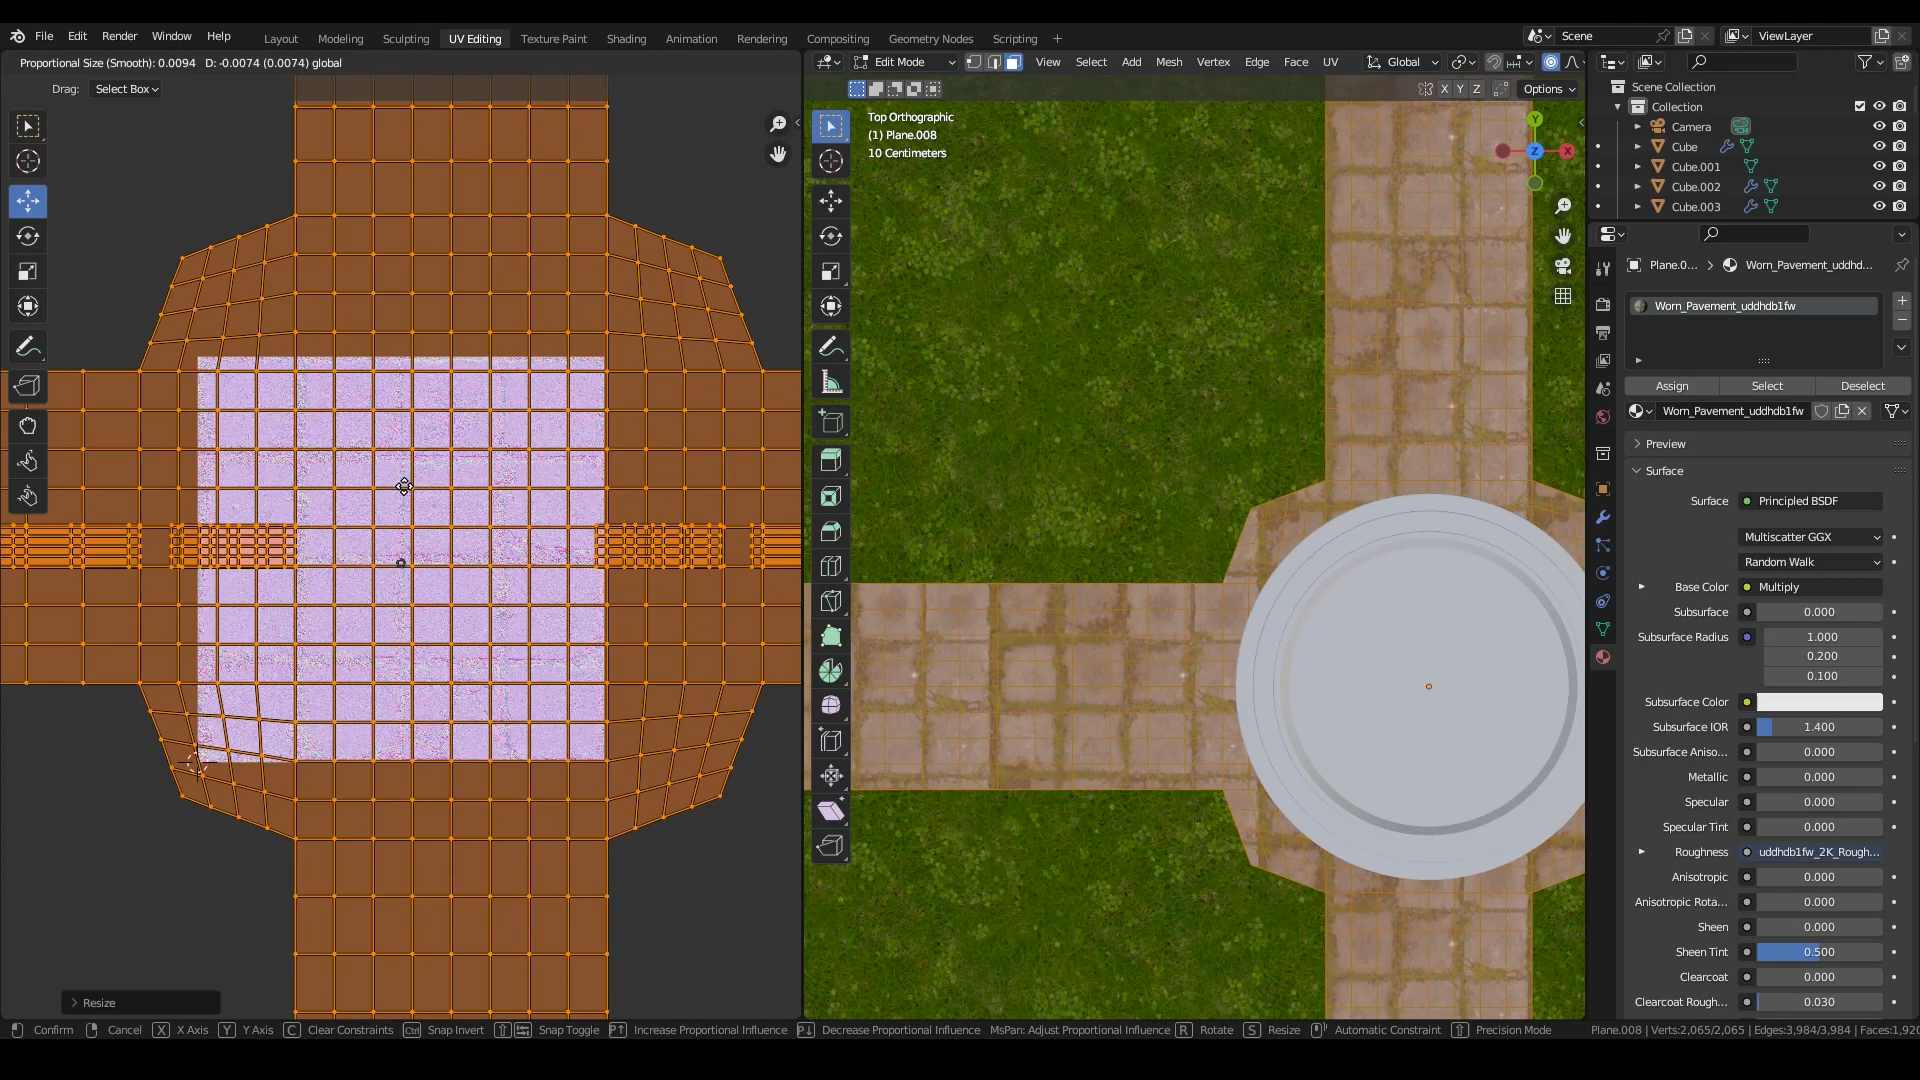 File Edit Render Window Help
Layout Modeling Sculpting UV Editing Texture Paint Shading Animation Rendering Compositing Geometry Nodes Scripting +
Scene
ViewLayer
Proportional Size (Smooth): 0.0094 D: -0.0074 (0.0074) global
Edit Mode View Select Add Mesh Vertex Edge Face UV
Global
Drag: Select Box
X Y Z Options
Top Orthographic
(1) Plane.008
10 Centimeters
Y
Z
X
Scene Collection
Collection
Camera
Cube
Cube.001
Cube.002
Cube.003
Plane.0... > Worn_Pavement_uddhd...
Worn_Pavement_uddhdb1fw
Assign Select Deselect
Worn_Pavement_uddhdb1fw
Preview
Surface
Surface Principled BSDF
Multiscatter GGX
Random Walk
Base Color Multiply
Subsurface 0.000
Subsurface Radius 1.000
0.200
0.100
Subsurface Color
Subsurface IOR 1.400
Subsurface Aniso... 0.000
Metallic 0.000
Specular 0.000
Specular Tint 0.000
Roughness uddhdb1fw_2K_Rough...
Anisotropic 0.000
Anisotropic Rota... 0.000
Sheen 0.000
Sheen Tint 0.500
Clearcoat 0.000
Clearcoat Rough... 0.030
Resize
Confirm Cancel X X Axis Y Y Axis C Clear Constraints Ctrl Snap Invert Snap Toggle P↑ Increase Proportional Influence P↓ Decrease Proportional Influence MsPan: Adjust Proportional Influence R Rotate S Resize Automatic Constraint Precision Mode Plane.008 | Verts:2,065/2,065 | Edges:3,984/3,984 | Faces:1,920